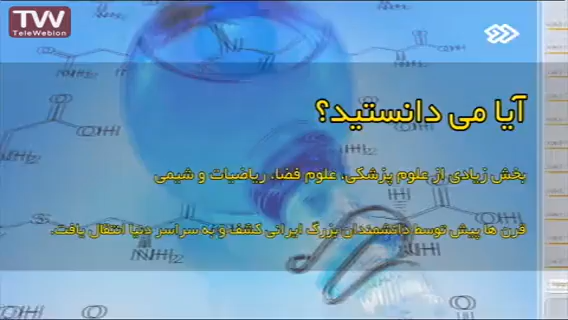 TVW
TeleWebion
آیا می دانستید؟
بخش زیادی از علوم پزشکی، علوم فضا، ریاضیات و شیمی
قرن ها پیش توسط دانشمندان بزرگ ایرانی کشف و به سراسر دنیا انتقال یافت.